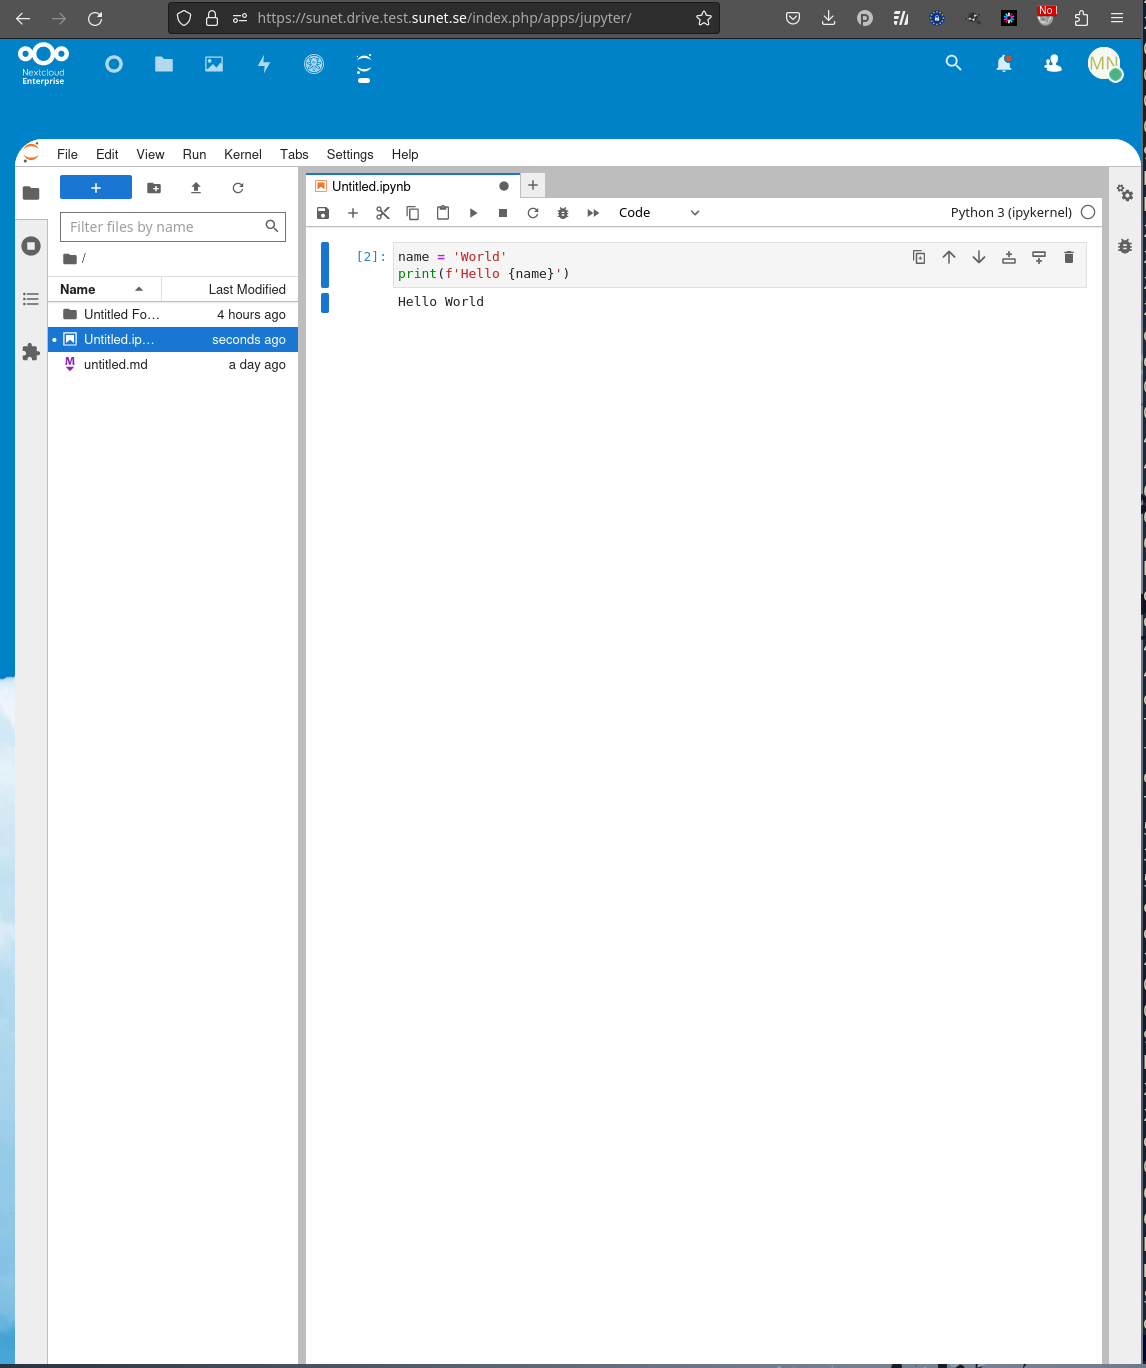 https://sunet.drive.test.sunet.se/index.php/apps/jupyter/
No !
Nextcloud
Enterprise
MN
File Edit View Run Kernel Tabs Settings Help
Untitled.ipynb
Filter files by name
Code
Python 3 (ipykernel)
/
[2]: name = 'World'
print(f'Hello {name}')
Hello World
Name Last Modified
Untitled Fo… 4 hours ago
Untitled.ip… seconds ago
M untitled.md a day ago